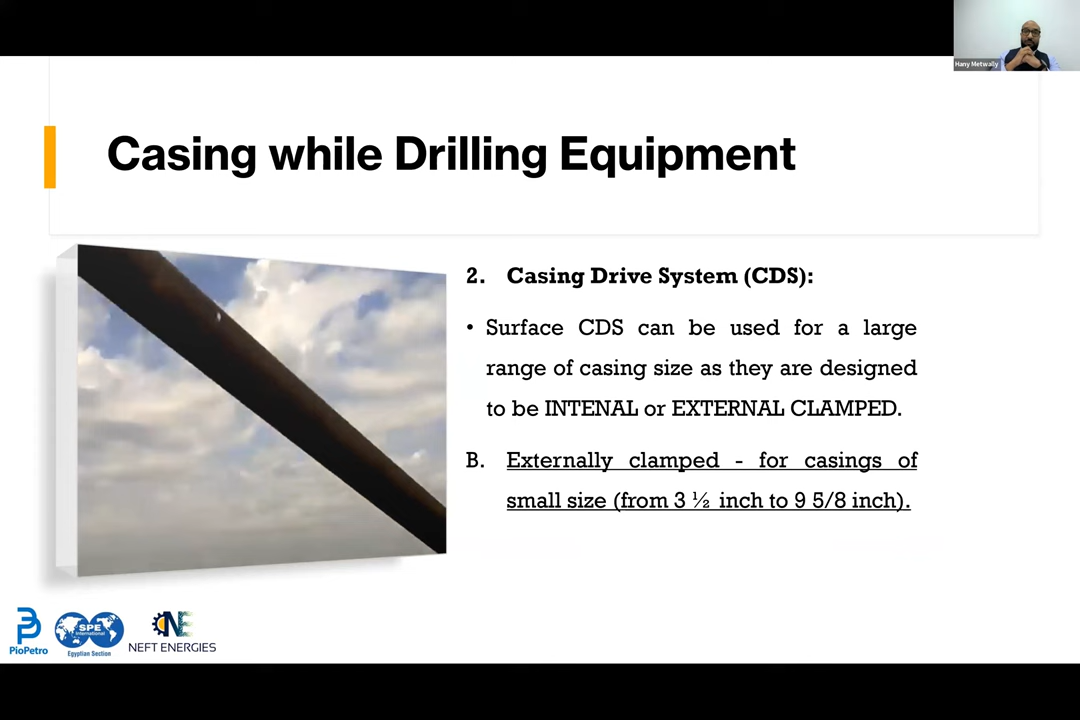 Hany Metwally
Casing while Drilling Equipment
2. Casing Drive System (CDS):
• Surface CDS can be used for a large
range of casing size as they are designed
to be INTENAL or EXTERNAL CLAMPED.
B. Externally clamped - for casings of
small size (from 3 ½ inch to 9 5/8 inch).
PioPetro
SPE
International
Egyptian Section
NE
NEFT ENERGIES